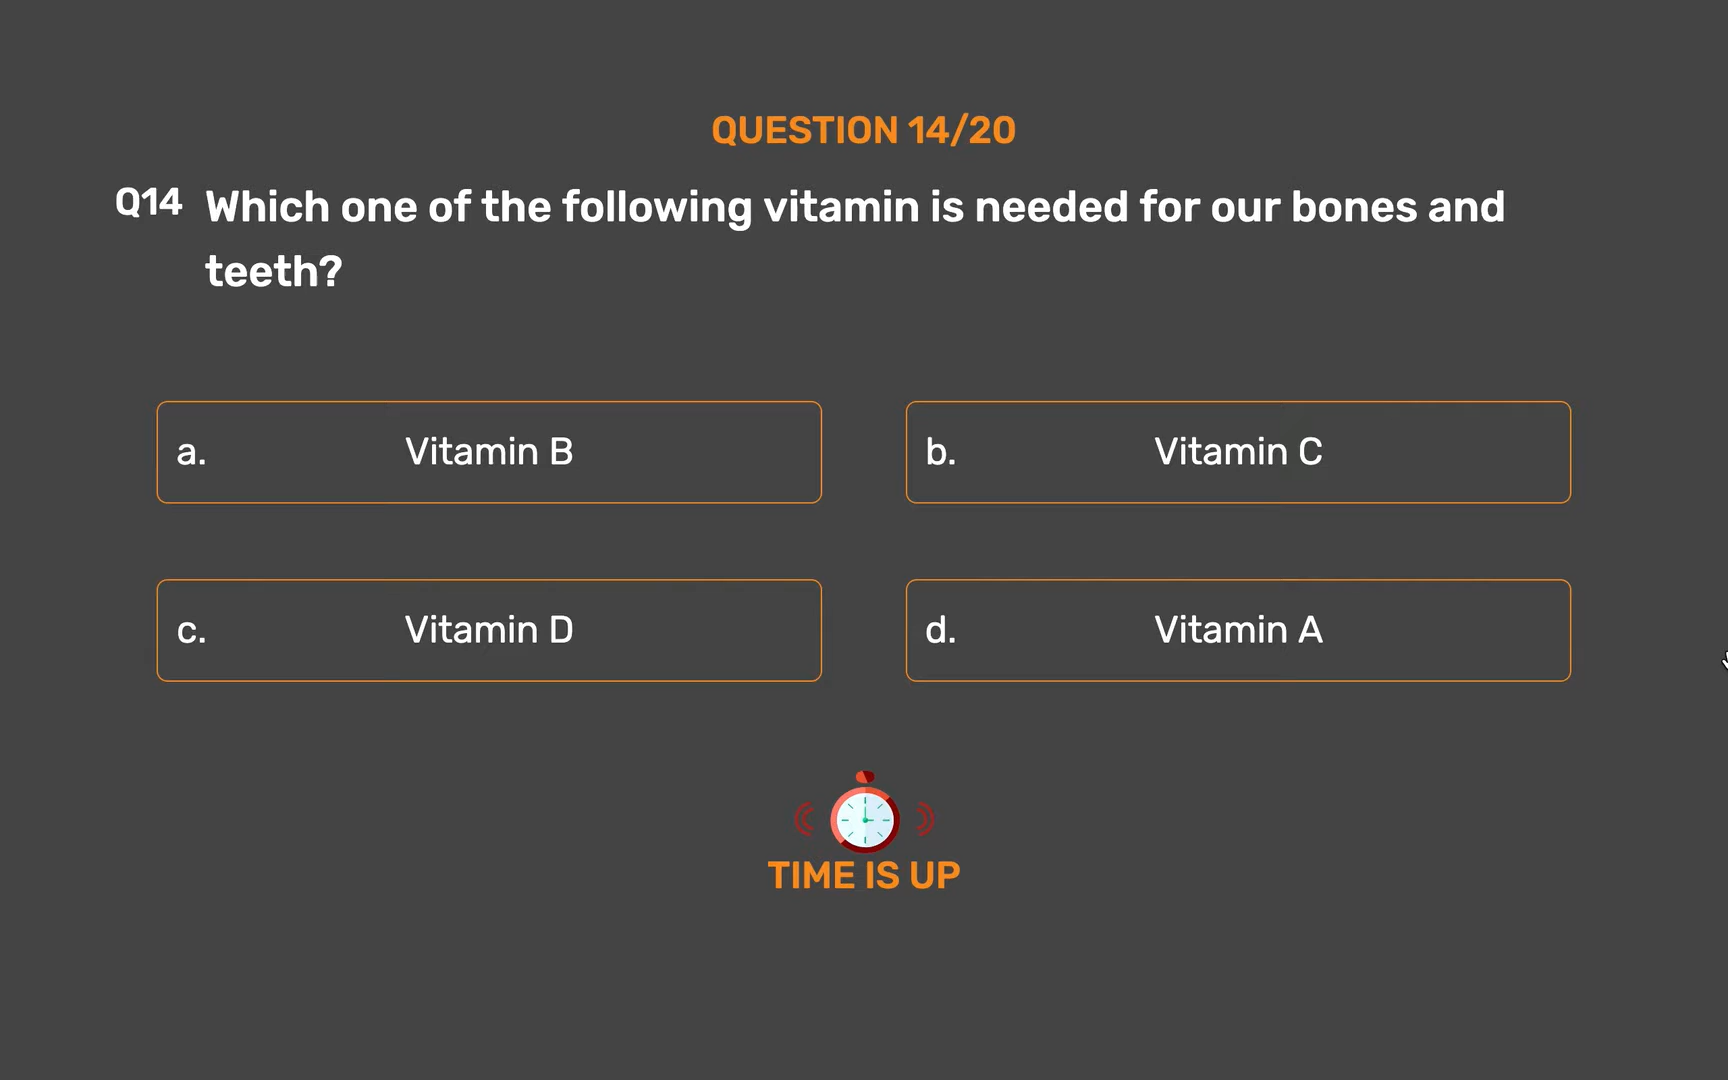 QUESTION 14/20
Q14 Which one of the following vitamin is needed for our bones and
teeth?
a. Vitamin B
b. Vitamin C
c. Vitamin D
d. Vitamin A
TIME IS UP